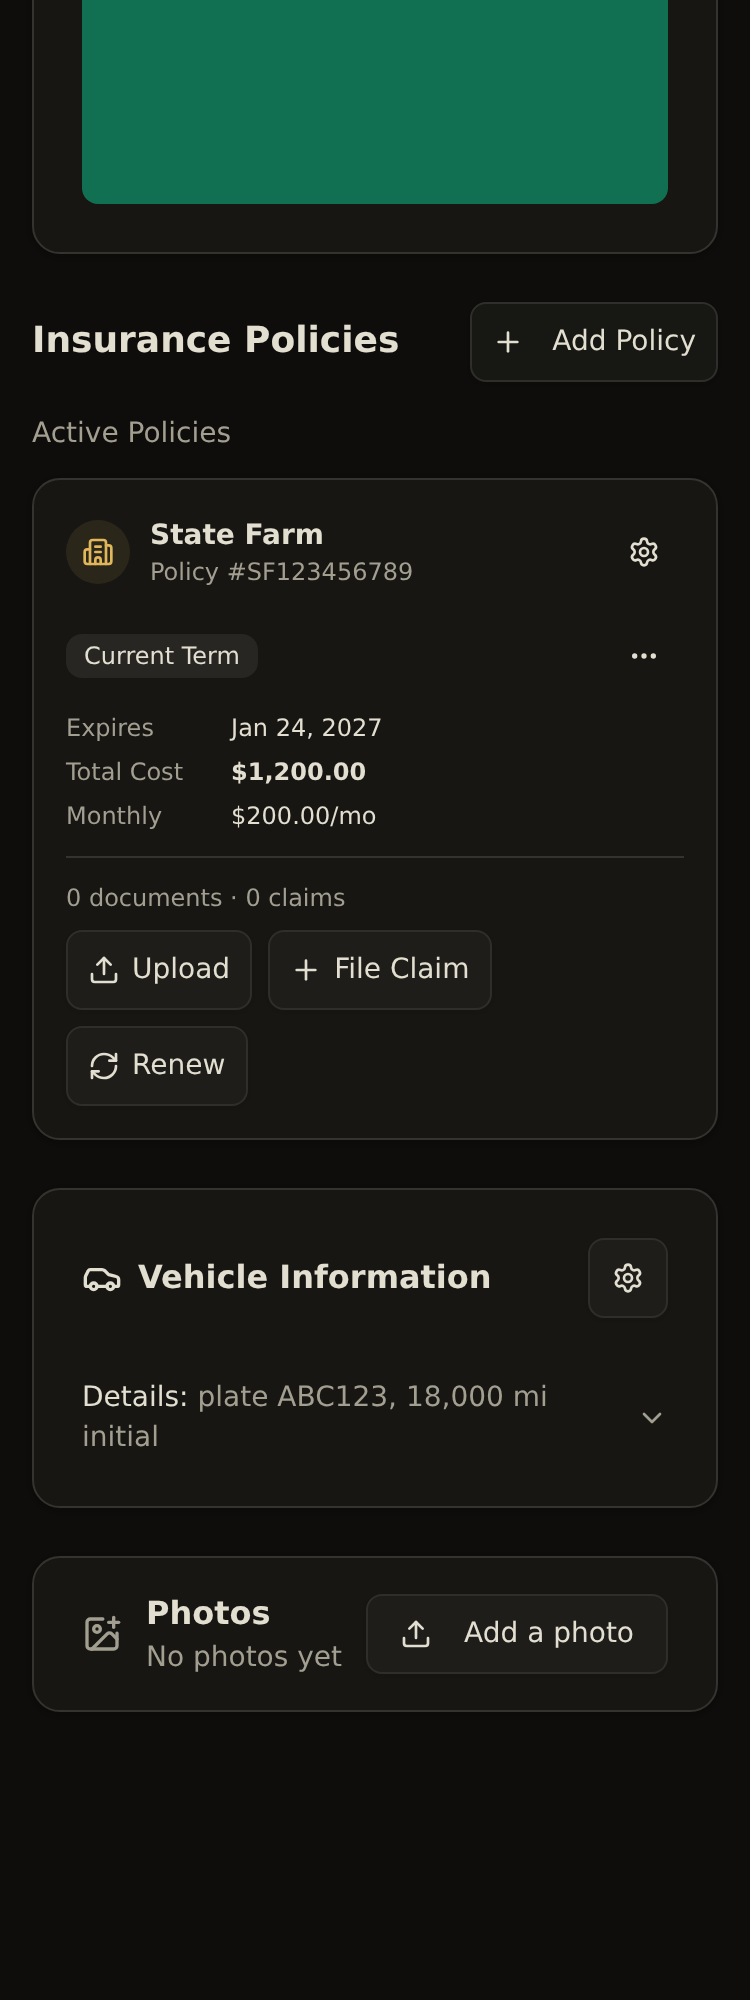 Insurance Policies
Add Policy
Active Policies
State Farm
Policy #SF123456789
Current Term
Expires Jan 24, 2027
Total Cost $1,200.00
Monthly $200.00/mo
0 documents · 0 claims
Upload
File Claim
Renew
Vehicle Information
Details: plate ABC123, 18,000 mi
initial
Photos
No photos yet
Add a photo